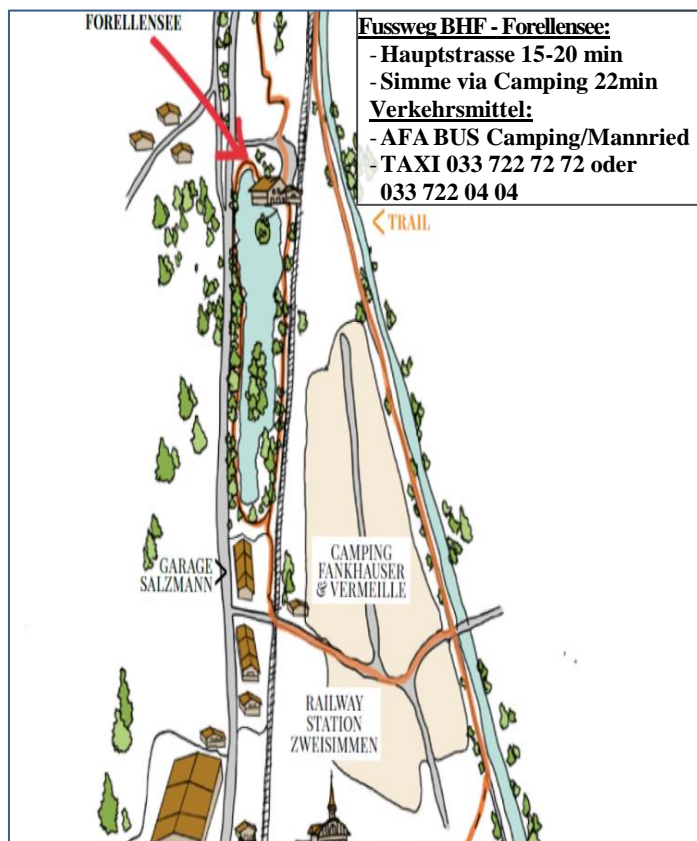 FORELLENSEE
Fussweg BHF - Forellensee:
- Hauptstrasse 15-20 min
- Simme via Camping 22min
Verkehrsmittel:
- AFA BUS Camping/Mannried
- TAXI 033 722 72 72 oder
033 722 04 04
TRAIL
GARAGE
SALZMANN
CAMPING
FANKHAUSER
& VERMEILLE
RAILWAY
STATION
ZWEISIMMEN